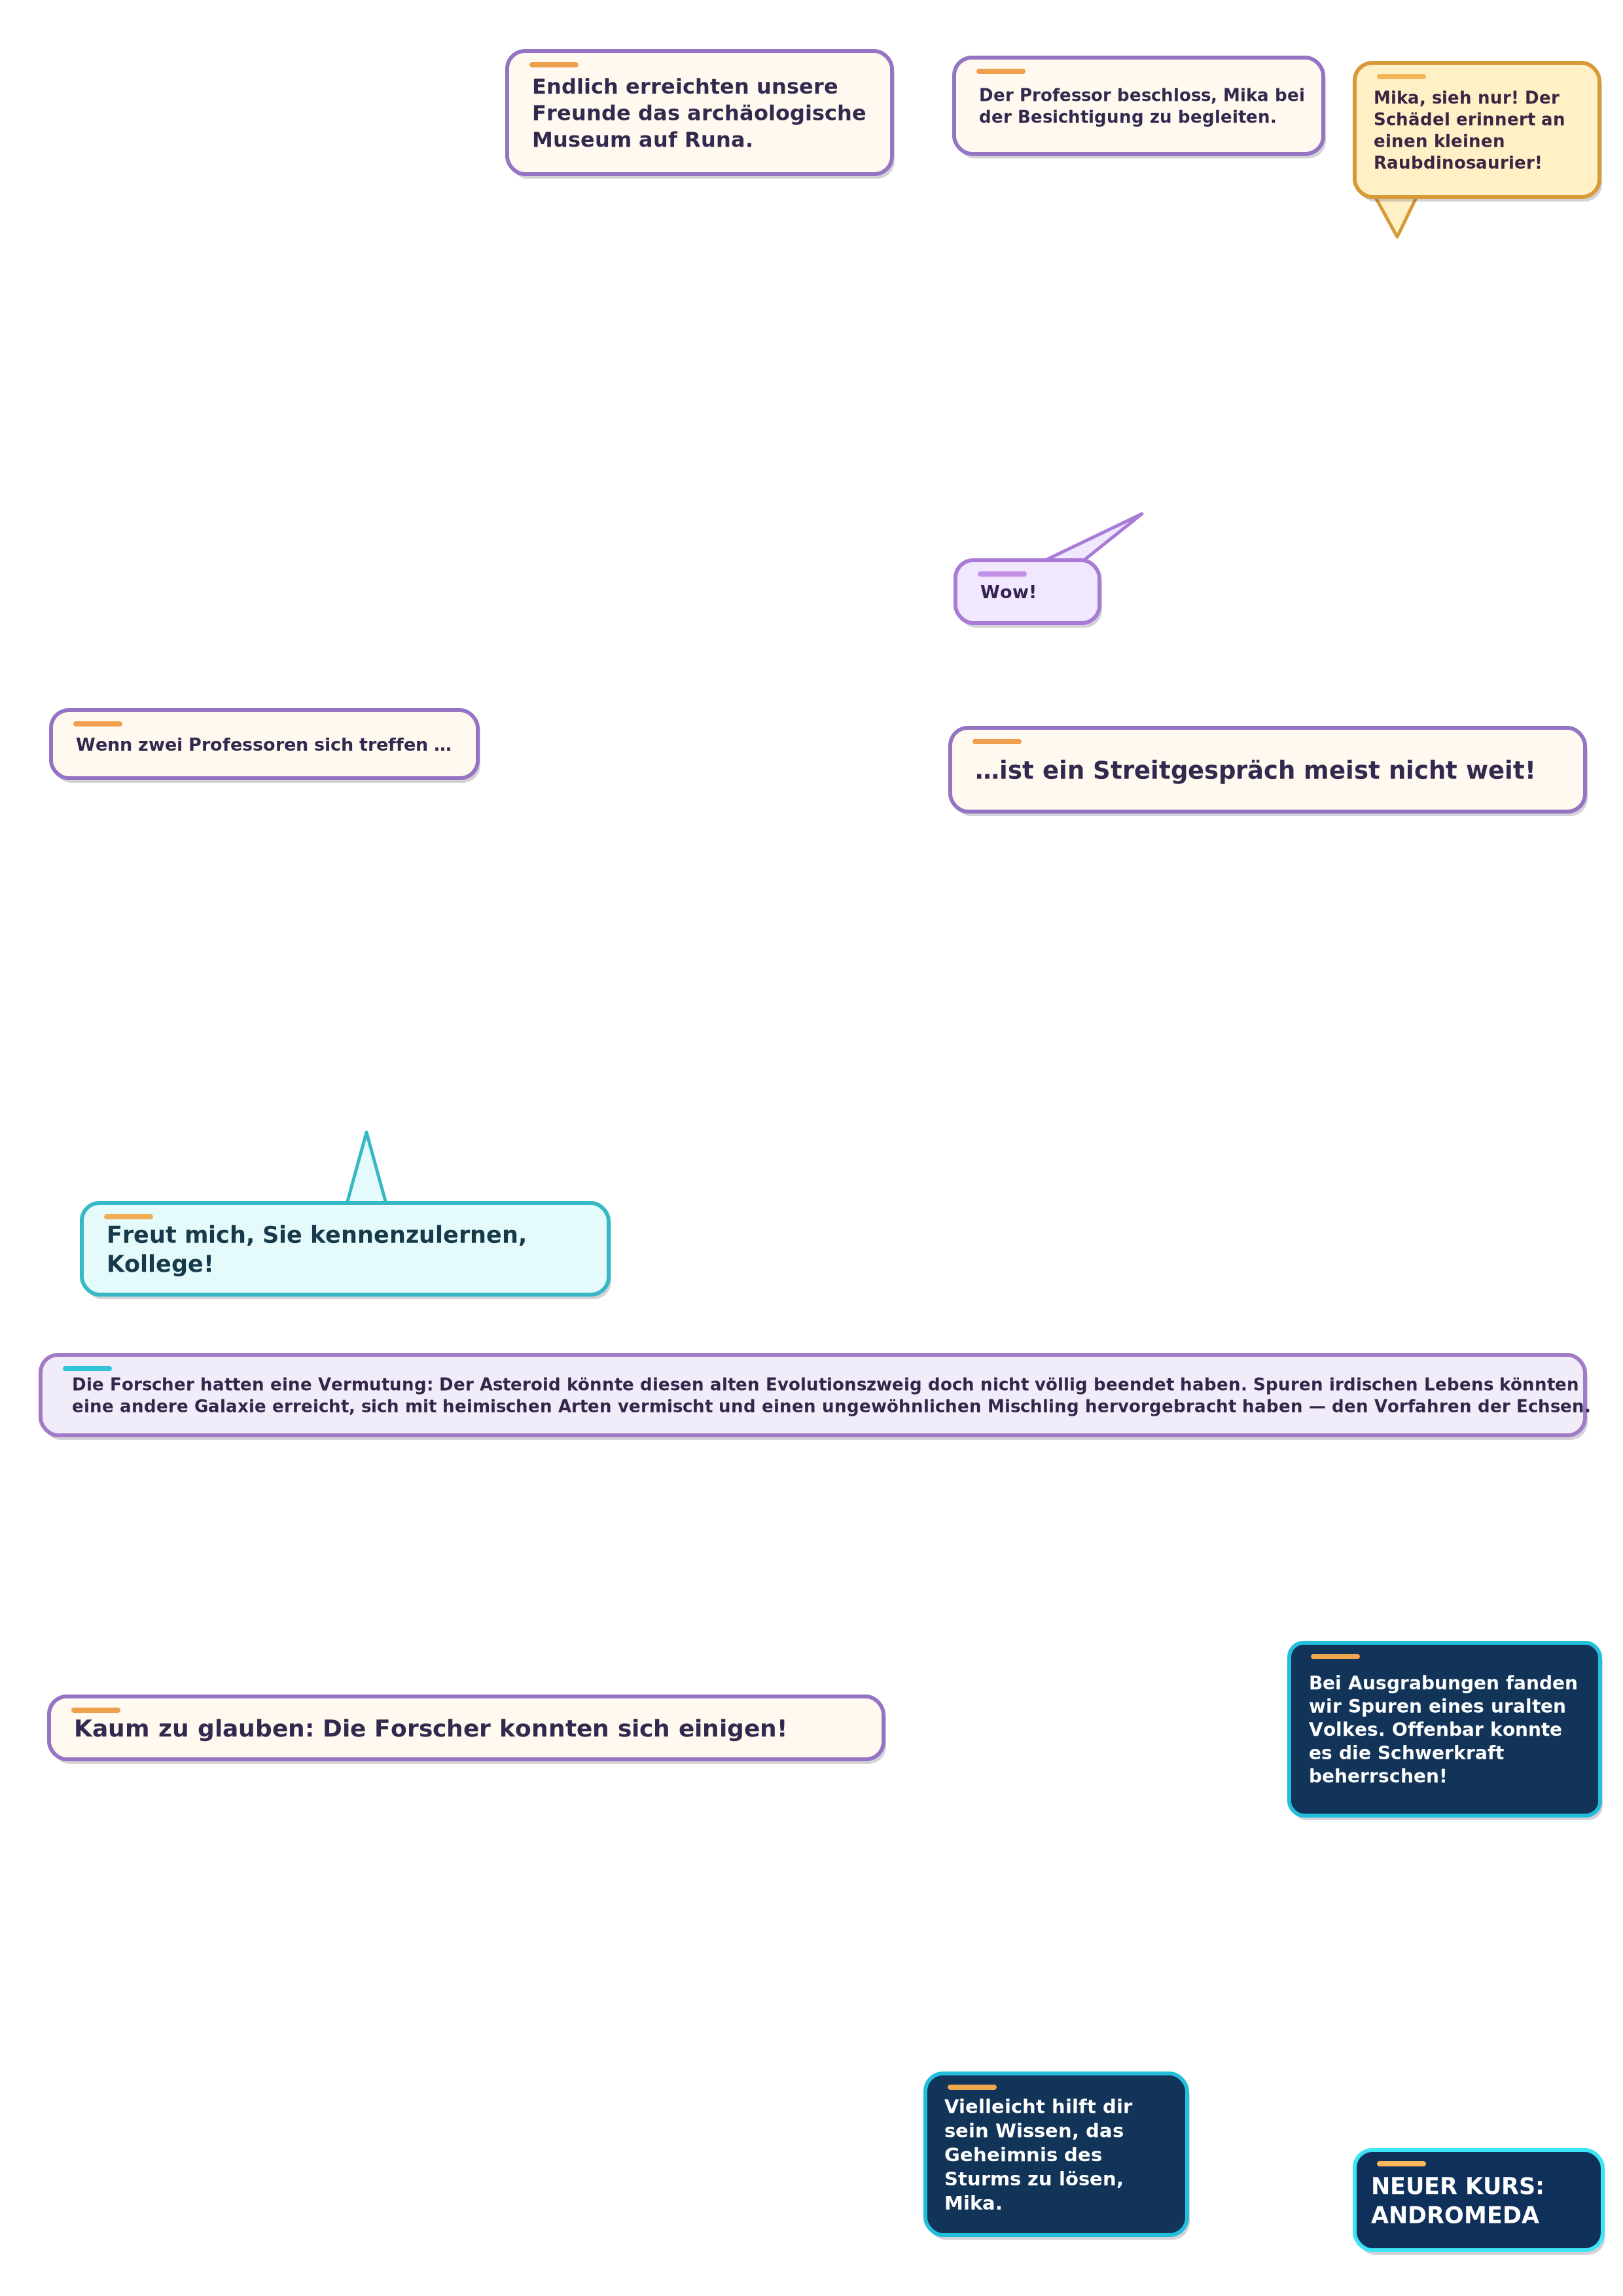 Endlich erreichten unsere
Freunde das archäologische
Museum auf Runa.
Der Professor beschloss, Mika bei
der Besichtigung zu begleiten.
Mika, sieh nur! Der
Schädel erinnert an
einen kleinen
Raubdinosaurier!
Wow!
Wenn zwei Professoren sich treffen …
…ist ein Streitgespräch meist nicht weit!
Freut mich, Sie kennenzulernen,
Kollege!
Die Forscher hatten eine Vermutung: Der Asteroid könnte diesen alten Evolutionszweig doch nicht völlig beendet haben. Spuren irdischen Lebens könnten
eine andere Galaxie erreicht, sich mit heimischen Arten vermischt und einen ungewöhnlichen Mischling hervorgebracht haben — den Vorfahren der Echsen.
Kaum zu glauben: Die Forscher konnten sich einigen!
Bei Ausgrabungen fanden
wir Spuren eines uralten
Volkes. Offenbar konnte
es die Schwerkraft
beherrschen!
Vielleicht hilft dir
sein Wissen, das
Geheimnis des
Sturms zu lösen,
Mika.
NEUER KURS:
ANDROMEDA